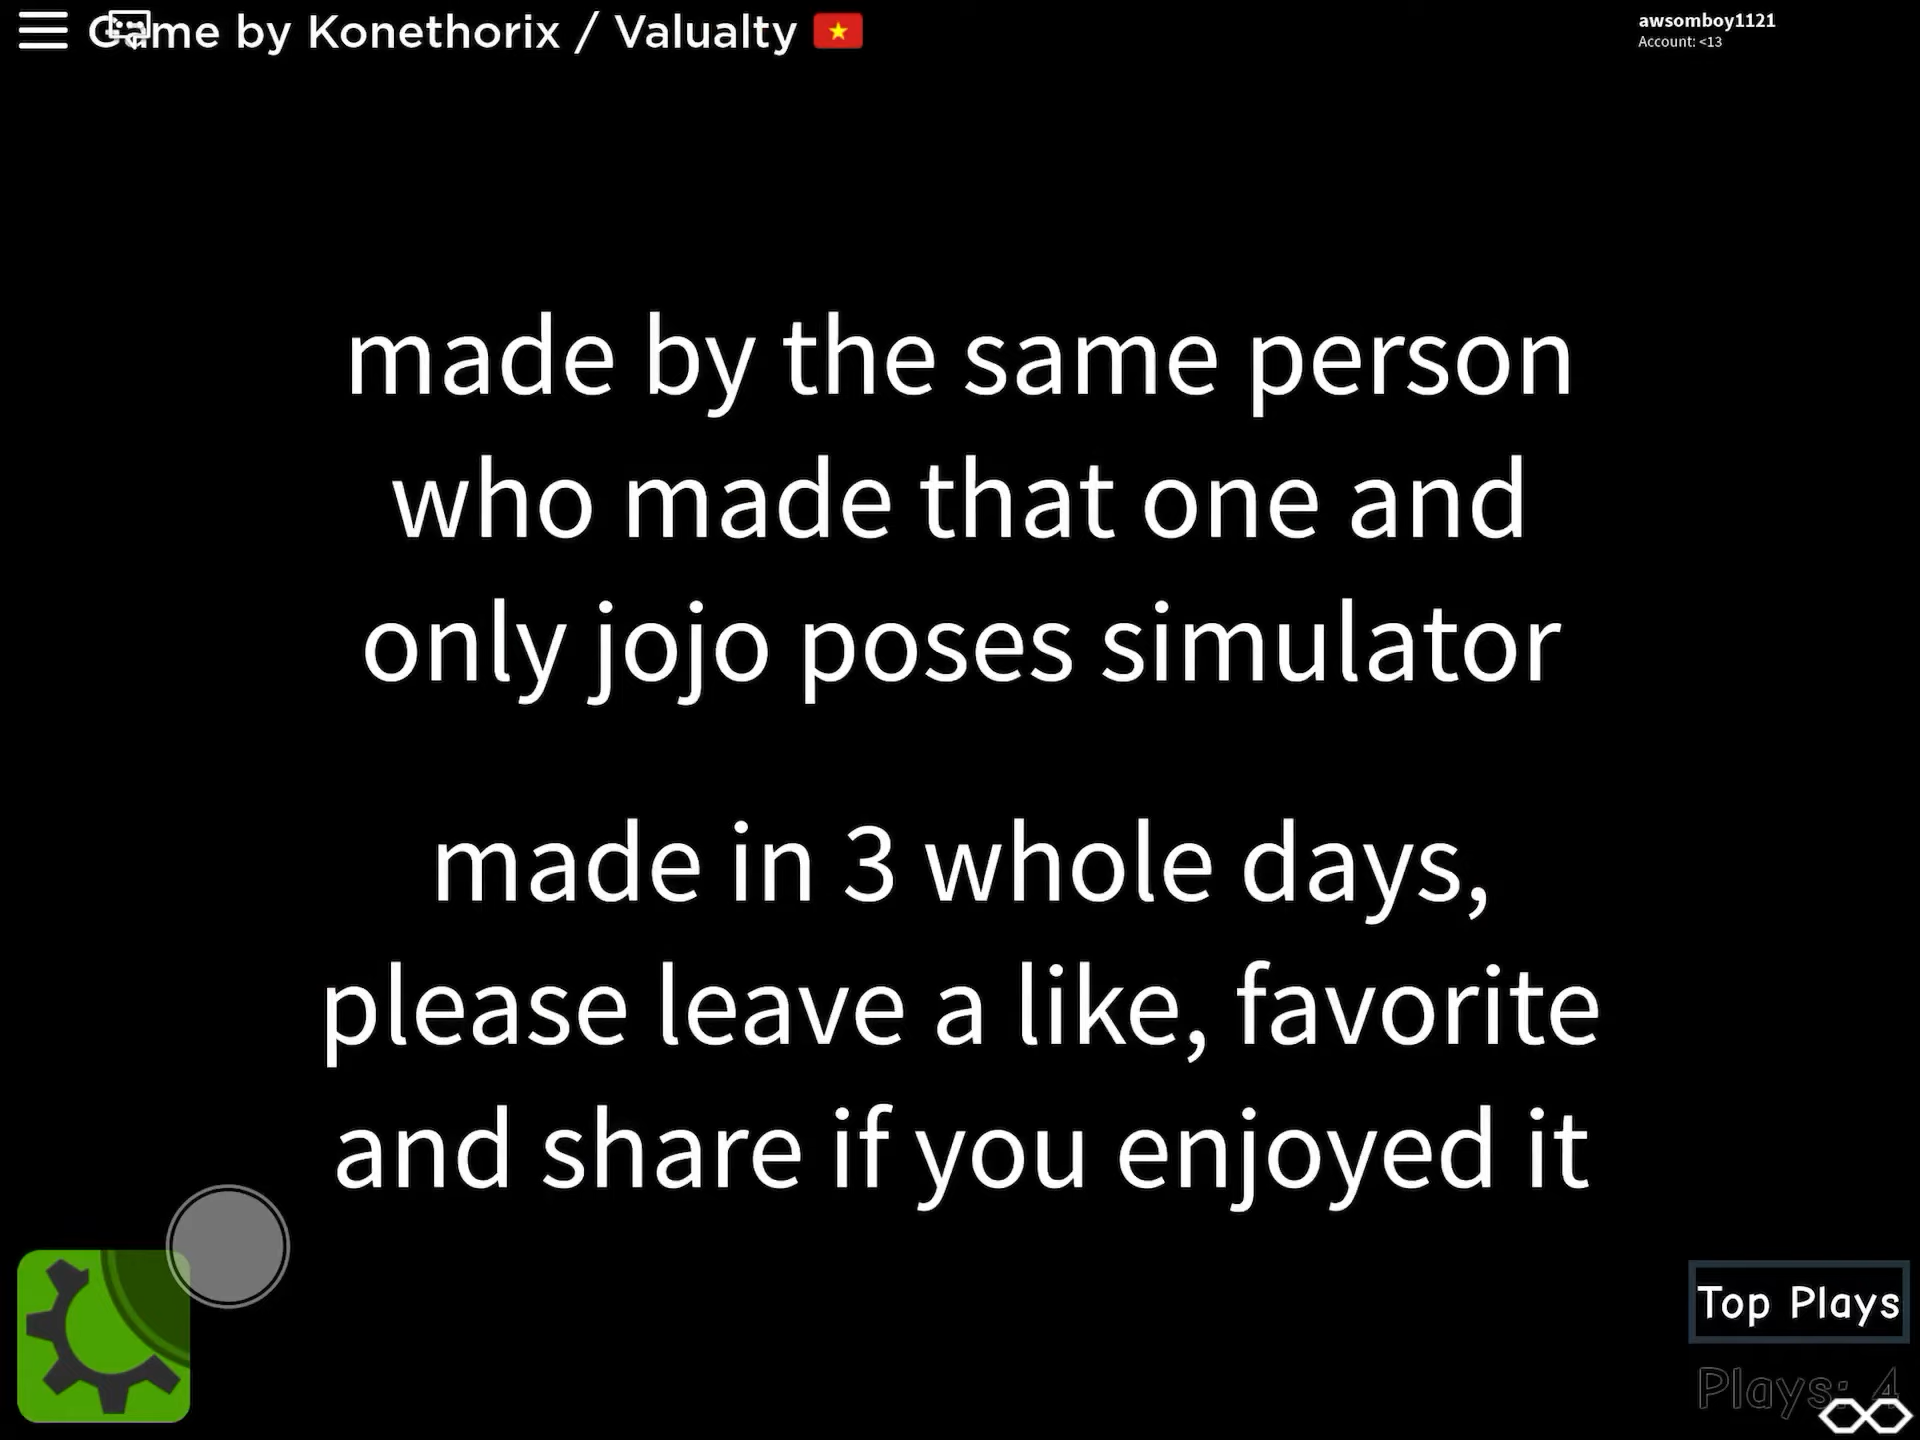 Game by Konethorix / Valualty
awsomboy1121
Account: <13
made by the same person
who made that one and
only jojo poses simulator
made in 3 whole days,
please leave a like, favorite
and share if you enjoyed it
Top Plays
Plays: 4